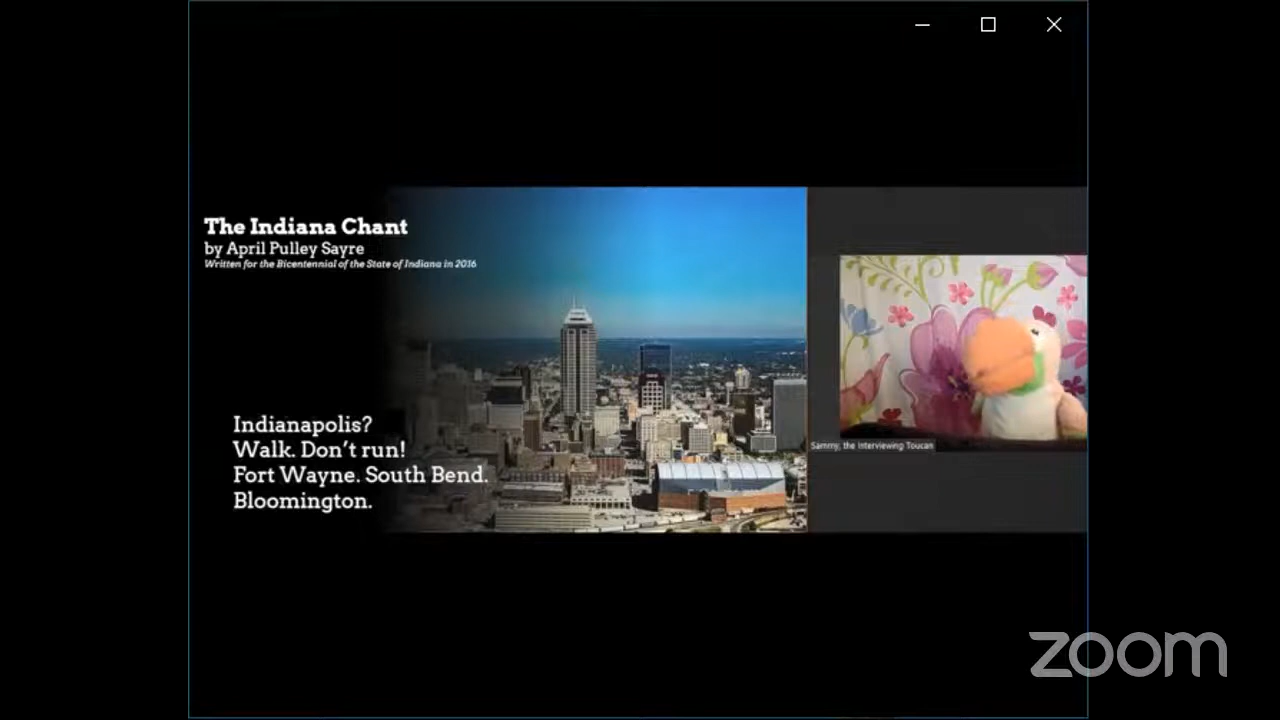 The Indiana Chant
by April Pulley Sayre
Written for the Bicentennial of the State of Indiana in 2016
Indianapolis?
Walk. Don't run!
Fort Wayne. South Bend.
Bloomington.
Sammy, the Interviewing Toucan
zoom